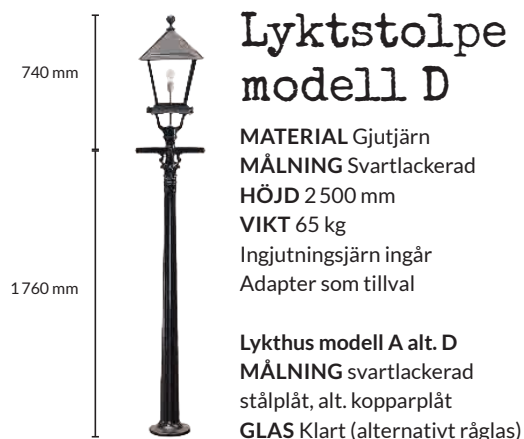 Lyktstolpe
modell D
740 mm
MATERIAL Gjutjärn
MÅLNING Svartlackerad
HÖJD 2 500 mm
VIKT 65 kg
Ingjutningsjärn ingår
Adapter som tillval
1 760 mm
Lykthus modell A alt. D
MÅLNING svartlackerad
stålplåt, alt. kopparplåt
GLAS Klart (alternativt råglas)